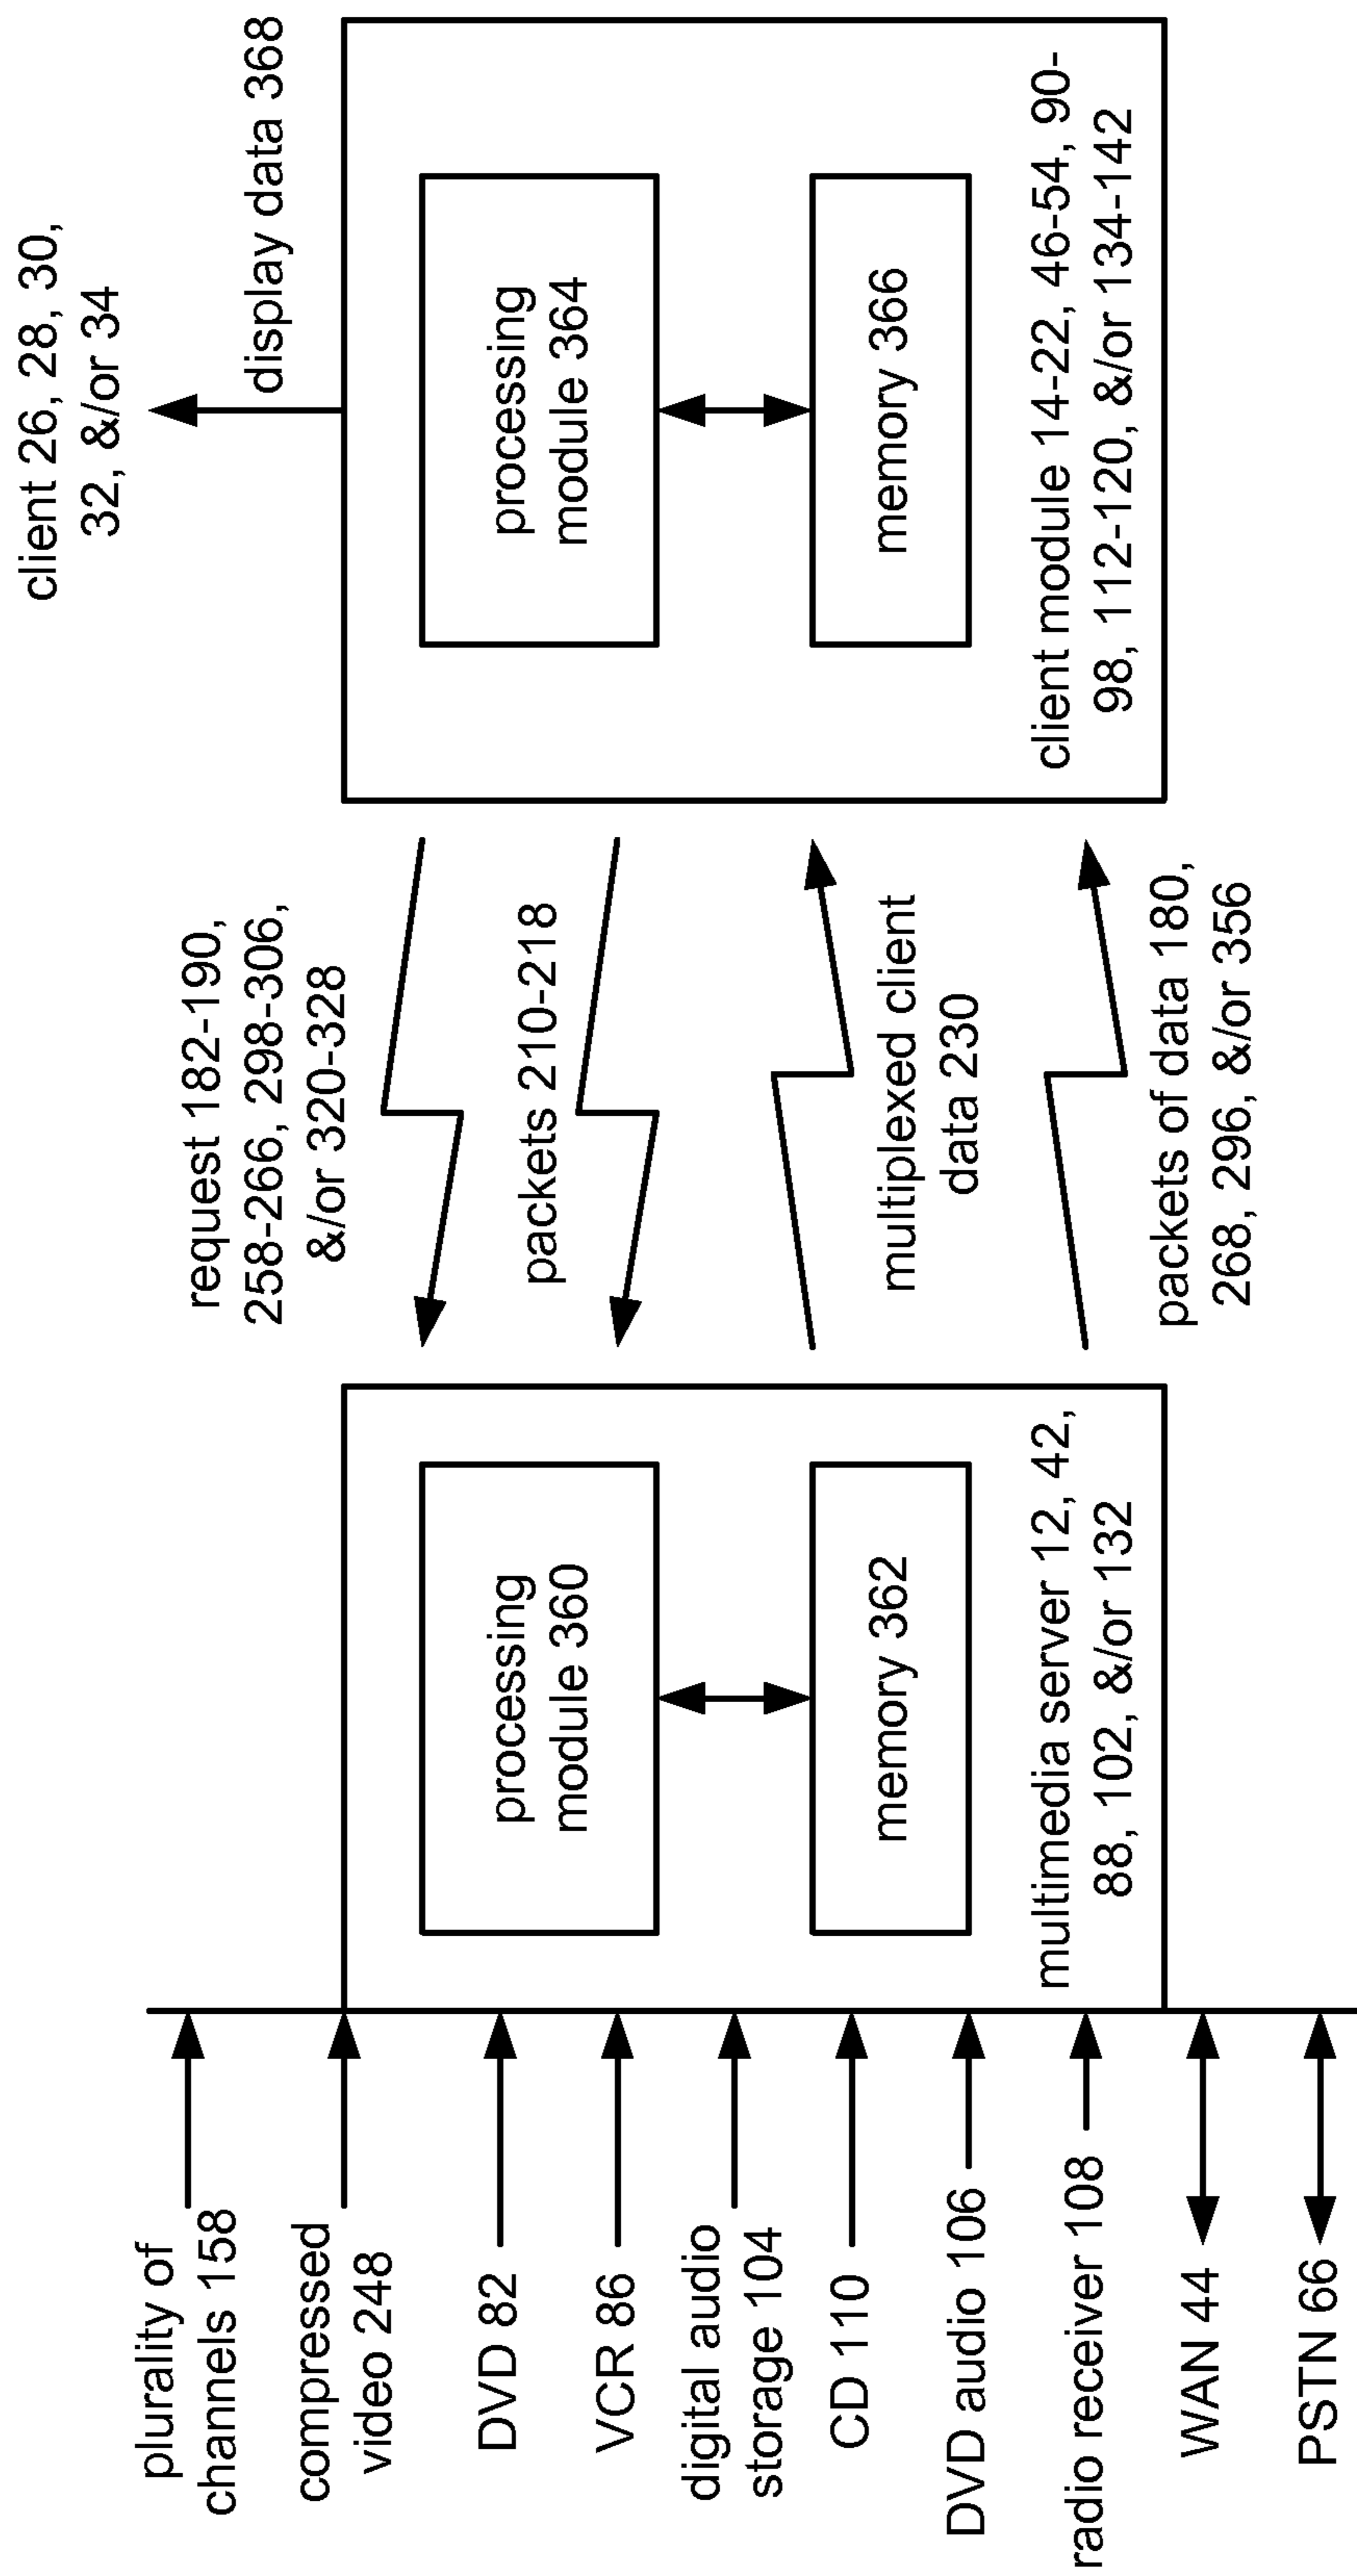 plurality of
channels 158
compressed
video 248
DVD 82
VCR 86
digital audio
storage 104
CD 110
DVD audio 106
radio receiver 108
WAN 44
PSTN 66
processing
module 360
memory 362
multimedia server 12, 42,
88, 102, &/or 132
request 182-190,
258-266, 298-306,
&/or 320-328
packets 210-218
multiplexed client
data 230
packets of data 180,
268, 296, &/or 356
client 26, 28, 30,
32, &/or 34
display data 368
processing
module 364
memory 366
client module 14-22, 46-54, 90-
98, 112-120, &/or 134-142